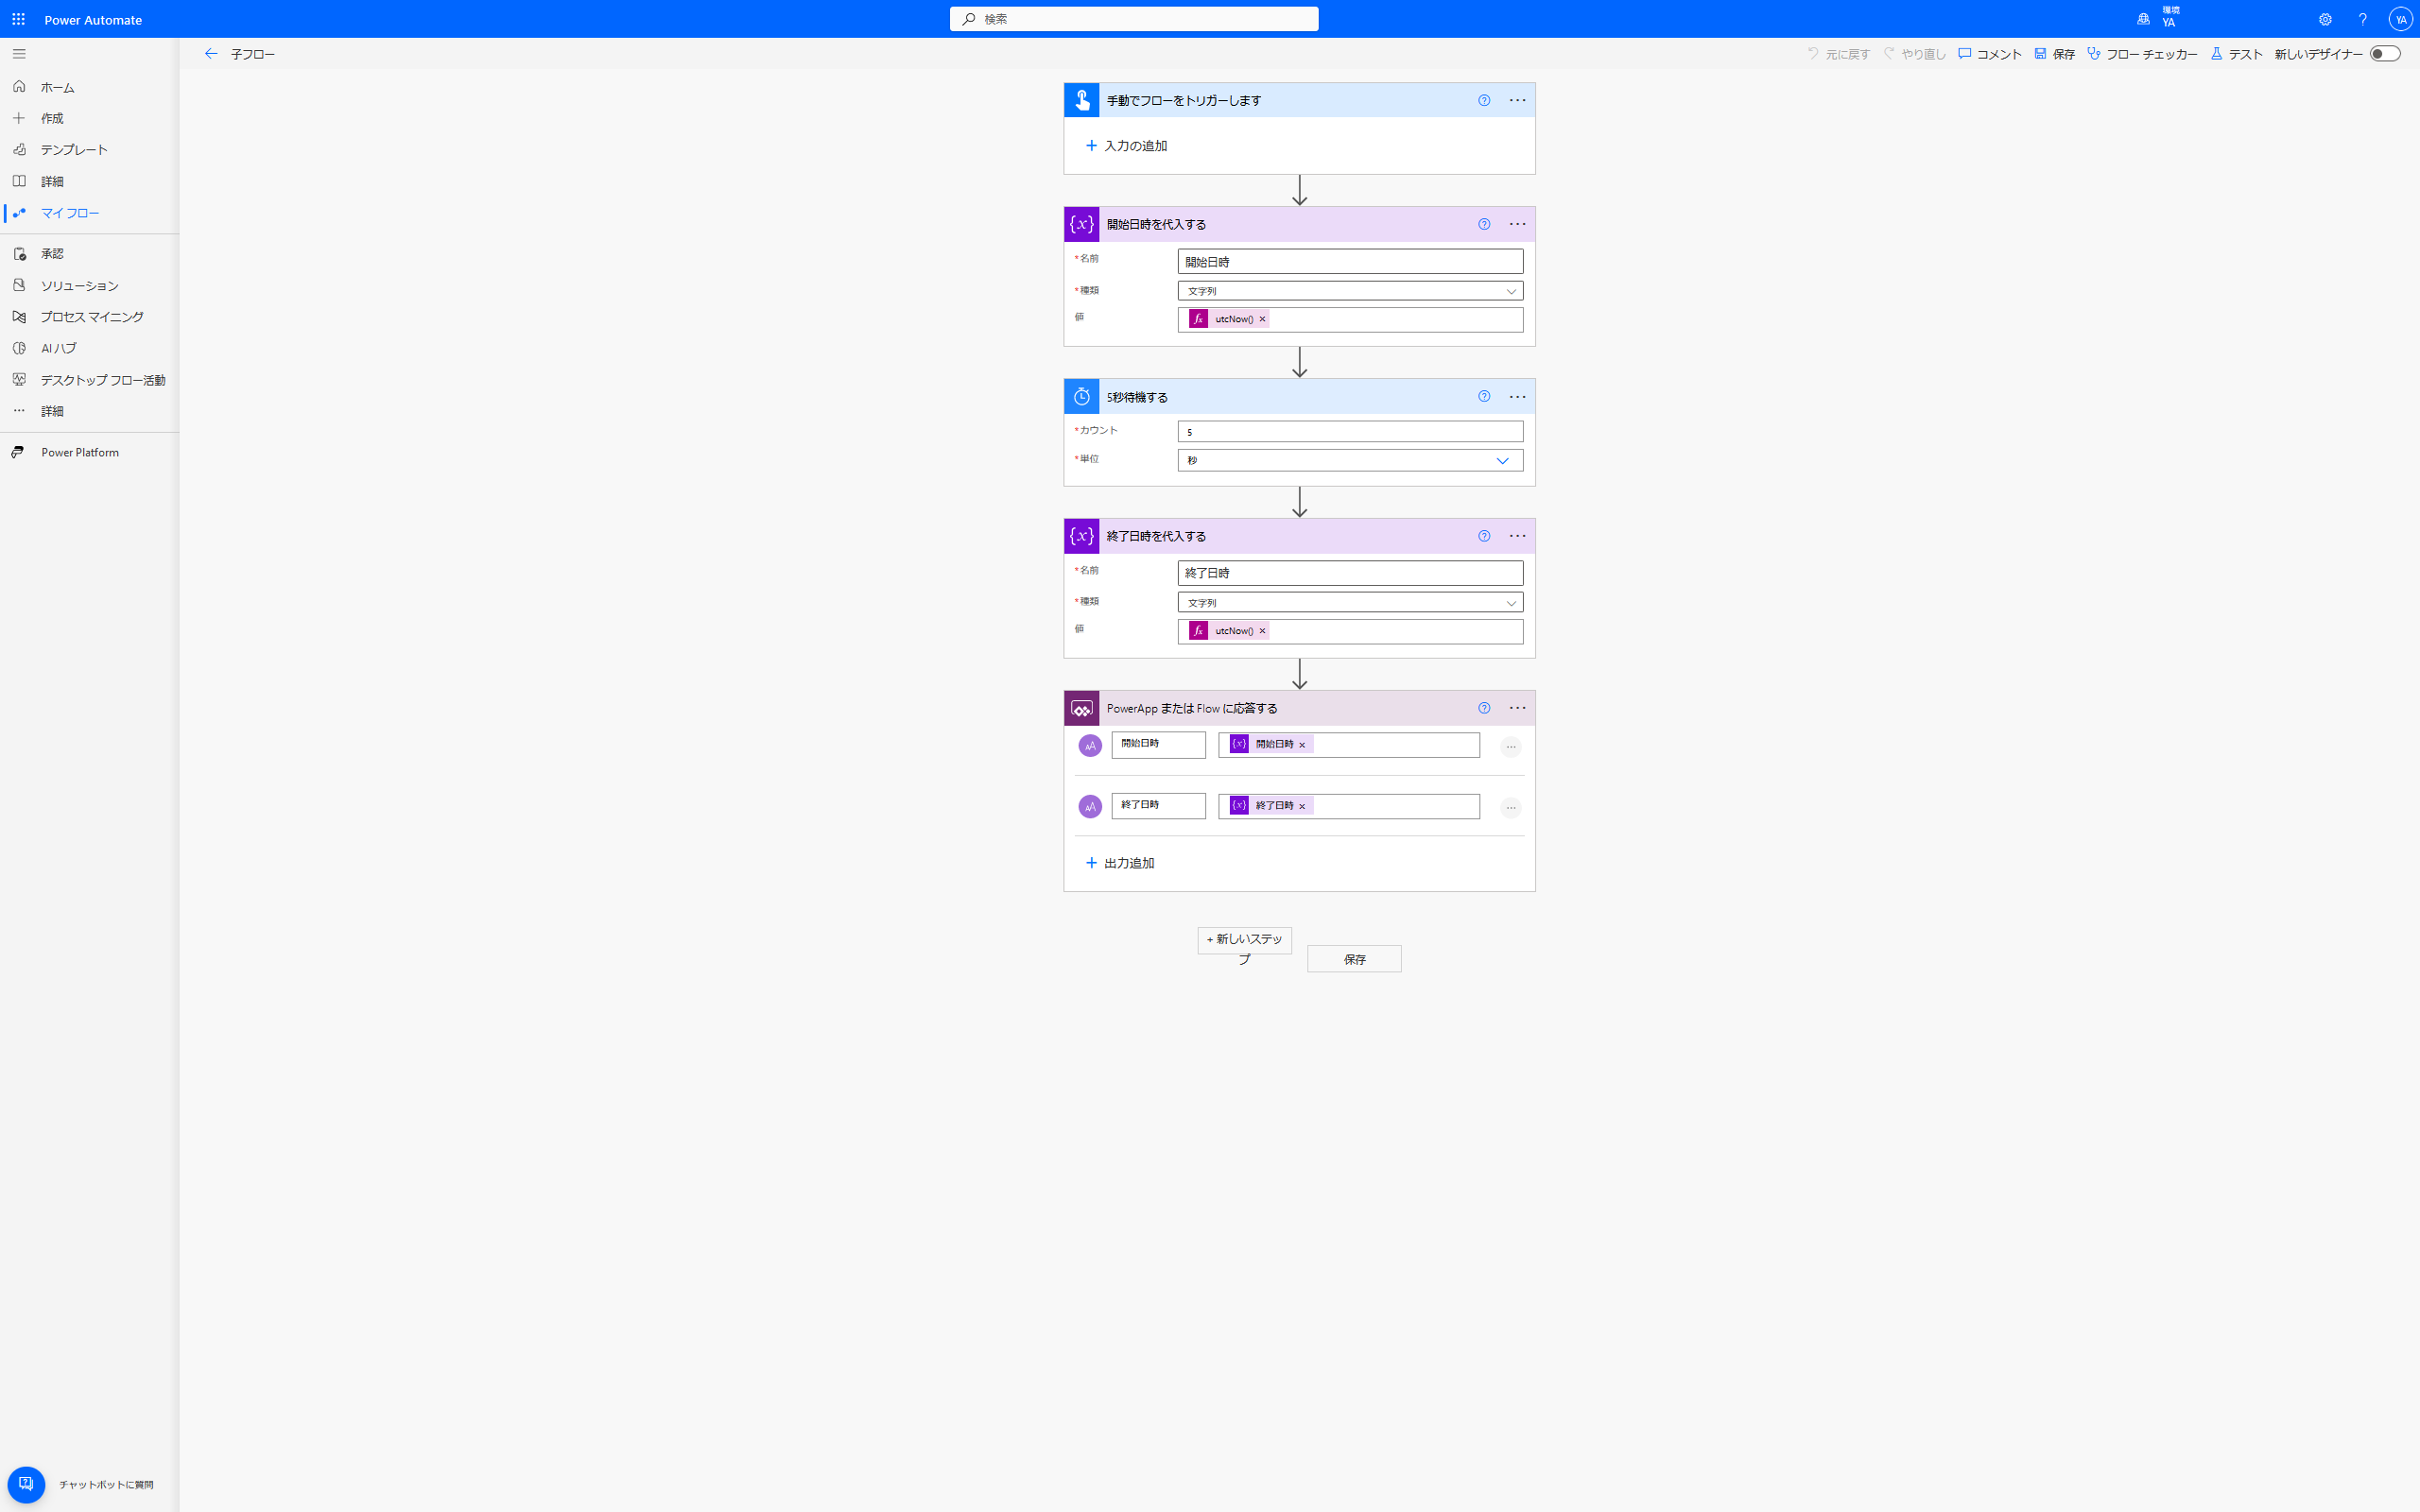 Power Automate
検索
環境
YA
YA
子フロー
元に戻す
やり直し
コメント
保存
フロー チェッカー
テスト
新しいデザイナー
ホーム
作成
テンプレート
詳細
マイ フロー
承認
ソリューション
プロセス マイニング
AI ハブ
デスクトップ フロー活動
詳細
Power Platform
手動でフローをトリガーします
入力の追加
{x} 開始日時を代入する
*名前 開始日時
*種類 文字列
値 fx utcNow() ×
5秒待機する
*カウント 5
*単位 秒
{x} 終了日時を代入する
*名前 終了日時
*種類 文字列
値 fx utcNow() ×
PowerApp または Flow に応答する
開始日時 {x} 開始日時 ×
終了日時 {x} 終了日時 ×
出力追加
+ 新しいステッ
プ
保存
チャットボットに質問